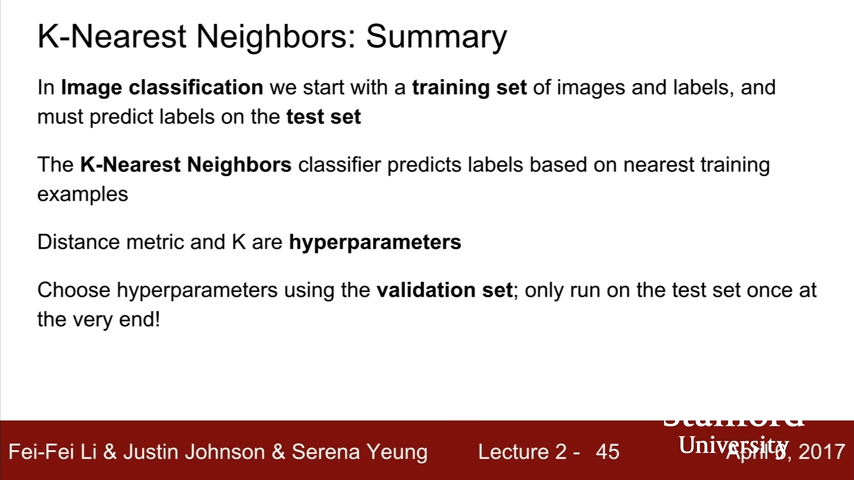 K-Nearest Neighbors: Summary
In Image classification we start with a training set of images and labels, and
must predict labels on the test set
The K-Nearest Neighbors classifier predicts labels based on nearest training
examples
Distance metric and K are hyperparameters
Choose hyperparameters using the validation set; only run on the test set once at
the very end!
Stanford
University
Fei-Fei Li & Justin Johnson & Serena Yeung Lecture 2 - 45 April 6, 2017